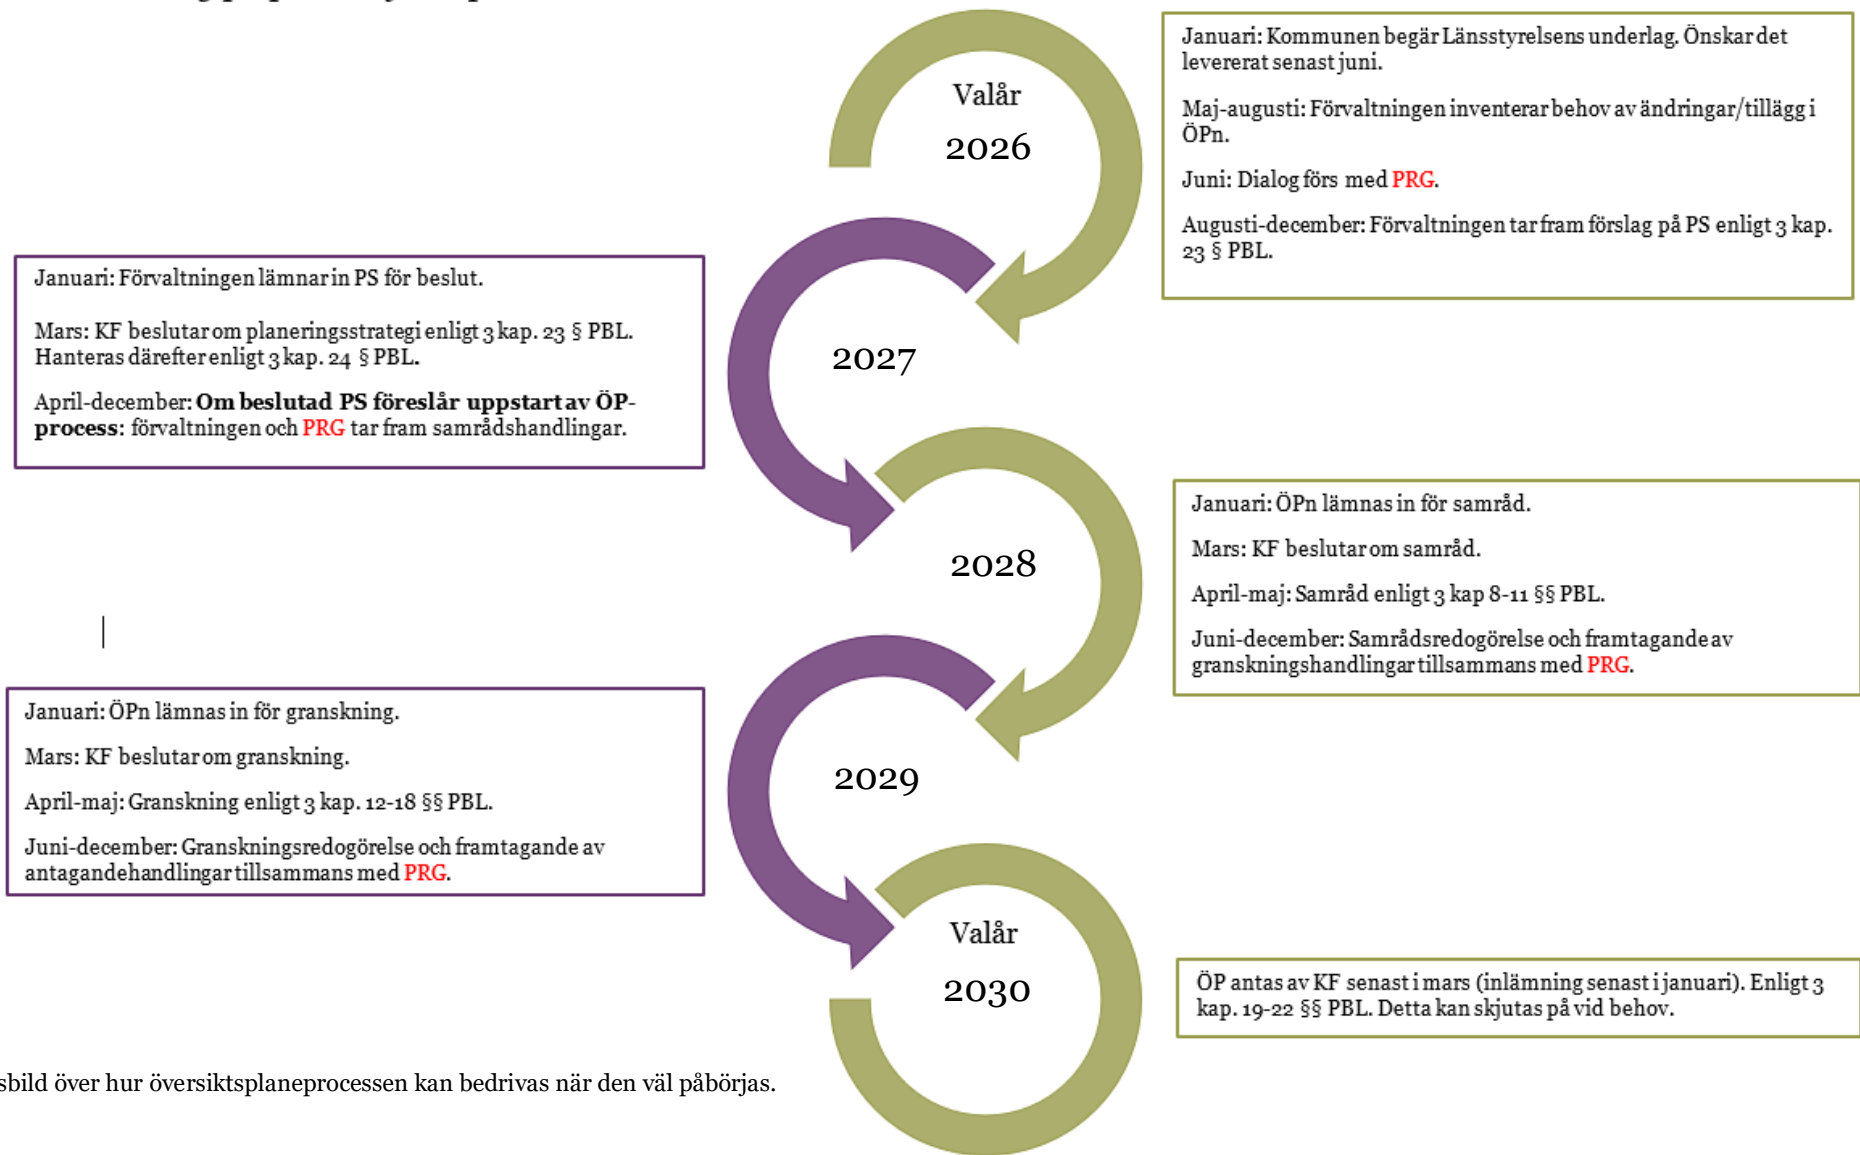 Valår
2026
Januari: Kommunen begär Länsstyrelsens underlag. Önskar det
levererat senast juni.
Maj-augusti: Förvaltningen inventerar behov av ändringar/tillägg i
ÖPn.
Juni: Dialog förs med PRG.
Augusti-december: Förvaltningen tar fram förslag på PS enligt 3 kap.
23 § PBL.
2027
Januari: Förvaltningen lämnar in PS för beslut.
Mars: KF beslutar om planeringsstrategi enligt 3 kap. 23 § PBL.
Hanteras därefter enligt 3 kap. 24 § PBL.
April-december: Om beslutad PS föreslår uppstart av ÖP-
process: förvaltningen och PRG tar fram samrådshandlingar.
2028
Januari: ÖPn lämnas in för samråd.
Mars: KF beslutar om samråd.
April-maj: Samråd enligt 3 kap 8-11 §§ PBL.
Juni-december: Samrådsredogörelse och framtagande av
granskningshandlingar tillsammans med PRG.
2029
Januari: ÖPn lämnas in för granskning.
Mars: KF beslutar om granskning.
April-maj: Granskning enligt 3 kap. 12-18 §§ PBL.
Juni-december: Granskningsredogörelse och framtagande av
antagandehandlingar tillsammans med PRG.
Valår
2030
ÖP antas av KF senast i mars (inlämning senast i januari). Enligt 3
kap. 19-22 §§ PBL. Detta kan skjutas på vid behov.
sbild över hur översiktsplaneprocessen kan bedrivas när den väl påbörjas.